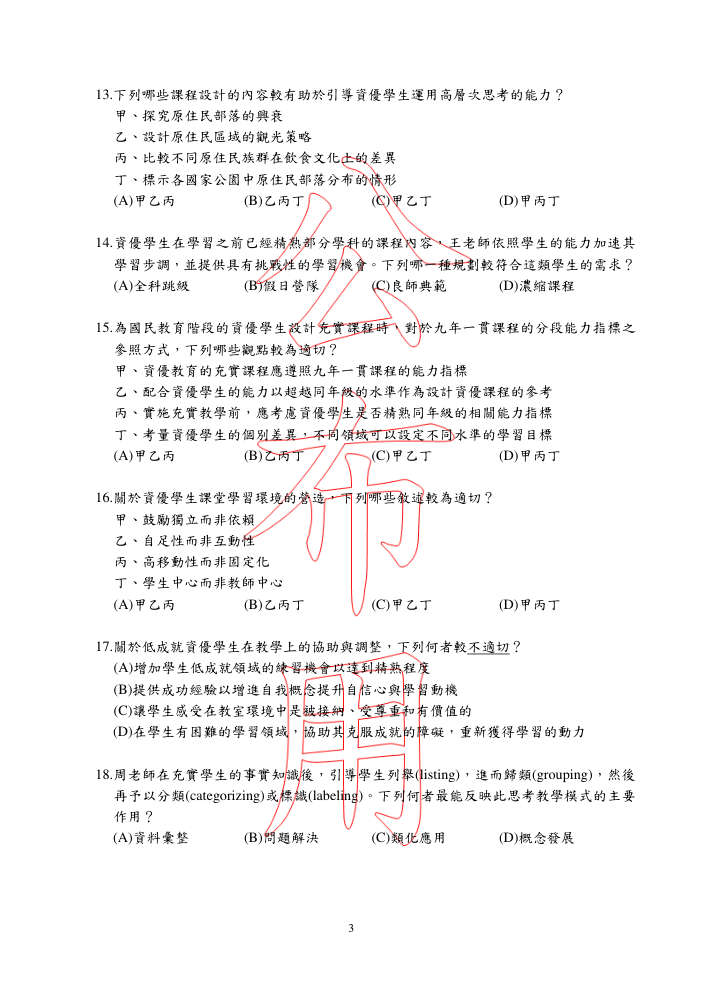 13.下列哪些課程設計的內容較有助於引導資優學生運用高層次思考的能力？
甲、探究原住民部落的興衰
乙、設計原住民區域的觀光策略
丙、比較不同原住民族群在飲食文化上的差異
丁、標示各國家公園中原住民部落分布的情形
(A)甲乙丙 (B)乙丙丁 (C)甲乙丁 (D)甲丙丁
14.資優學生在學習之前已經精熟部分學科的課程內容，王老師依照學生的能力加速其
學習步調，並提供具有挑戰性的學習機會。下列哪一種規劃較符合這類學生的需求？
(A)全科跳級 (B)假日營隊 (C)良師典範 (D)濃縮課程
15.為國民教育階段的資優學生設計充實課程時，對於九年一貫課程的分段能力指標之
參照方式，下列哪些觀點較為適切？
甲、資優教育的充實課程應遵照九年一貫課程的能力指標
乙、配合資優學生的能力以超越同年級的水準作為設計資優課程的參考
丙、實施充實教學前，應考慮資優學生是否精熟同年級的相關能力指標
丁、考量資優學生的個別差異，不同領域可以設定不同水準的學習目標
(A)甲乙丙 (B)乙丙丁 (C)甲乙丁 (D)甲丙丁
16.關於資優學生課堂學習環境的營造，下列哪些敘述較為適切？
甲、鼓勵獨立而非依賴
乙、自足性而非互動性
丙、高移動性而非固定化
丁、學生中心而非教師中心
(A)甲乙丙 (B)乙丙丁 (C)甲乙丁 (D)甲丙丁
17.關於低成就資優學生在教學上的協助與調整，下列何者較不適切？
(A)增加學生低成就領域的練習機會以達到精熟程度
(B)提供成功經驗以增進自我概念提升自信心與學習動機
(C)讓學生感受在教室環境中是被接納、受尊重和有價值的
(D)在學生有困難的學習領域，協助其克服成就的障礙，重新獲得學習的動力
18.周老師在充實學生的事實知識後，引導學生列舉(listing)，進而歸類(grouping)，然後
再予以分類(categorizing)或標識(labeling)。下列何者最能反映此思考教學模式的主要
作用？
(A)資料彙整 (B)問題解決 (C)類化應用 (D)概念發展
3
公布用